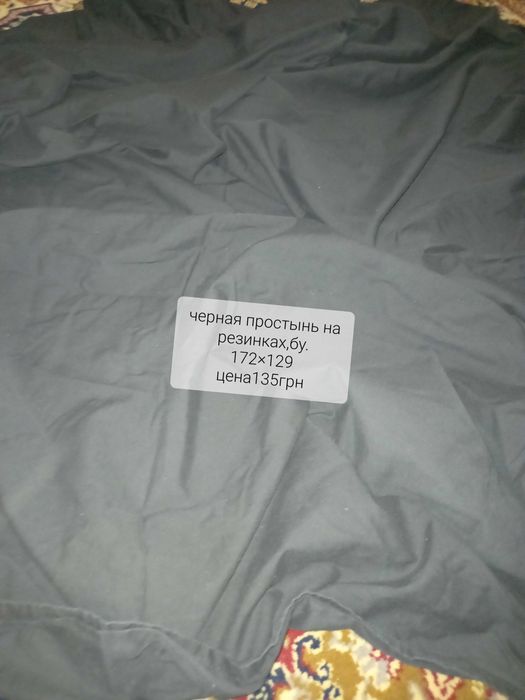 черная простынь на
резинках,бу.
172×129
цена135грн